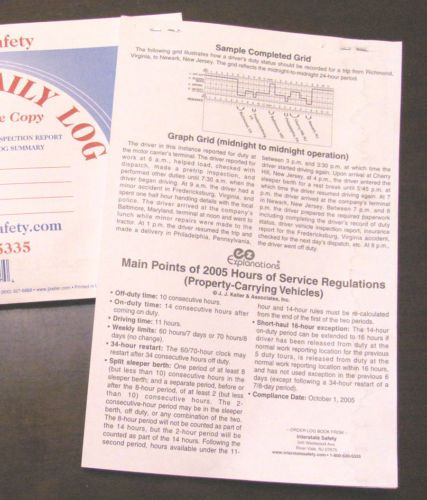 afety
AILY LOG
e Copy
SPECTION REPORT
OG SUMMARY
afety.com
5335
Sample Completed Grid
The following grid illustrates how a driver's duty status should be recorded for a trip from Richmond,
Virginia, to Newark, New Jersey. The grid reflects the midnight-to-midnight 24-hour period.
Graph Grid (midnight to midnight operation)
The driver in this instance reported for duty at
the motor carrier's terminal. The driver reported for
work at 6 a.m., helped load, checked with
dispatch, made a pretrip inspection, and
performed other duties until 7:30 a.m. when the
driver began driving. At 9 a.m. the driver had a
minor accident in Fredericksburg, Virginia, and
spent one half hour handling details with the local
police. The driver arrived at the company's
Baltimore, Maryland, terminal at noon and went to
lunch while minor repairs were made to the
tractor. At 1 p.m. the driver resumed the trip and
made a delivery in Philadelphia, Pennsylvania,
between 3 p.m. and 3:30 p.m. at which time the
driver started driving again. Upon arrival at Cherry
Hill, New Jersey, at 4 p.m., the driver entered the
sleeper berth for a rest break until 5:45 p.m. at
which time the driver resumed driving again. At 7
p.m. the driver arrived at the company's terminal
in Newark, New Jersey. Between 7 p.m. and 8
p.m. the driver prepared the required paperwork
including completing the driver's record of duty
status, driver vehicle inspection report, insurance
report for the Fredericksburg, Virginia accident,
checked for the next day's dispatch, etc. At 8 p.m.,
the driver went off duty.
ez
Explanations
Main Points of 2005 Hours of Service Regulations
(Property-Carrying Vehicles)
© J. J. Keller & Associates, Inc.
• Off-duty time: 10 consecutive hours.
• On-duty time: 14 consecutive hours after
coming on duty.
• Driving time: 11 hours.
• Weekly limits: 60 hours/7 days or 70 hours/8
days (no change).
• 34-hour restart: The 60/70-hour clock may
restart after 34 consecutive hours off duty.
• Split sleeper berth: One period of at least 8
(but less than 10) consecutive hours in the
sleeper berth; and a separate period, before or
after the 8-hour period, of at least 2 (but less
than 10) consecutive hours. The 2-
consecutive-hour period may be in the sleeper
berth, off duty, or any combination of the two.
The 8-hour period will not be counted as part of
the 14 hours, but the 2-hour period will be
counted as part of the 14 hours. Following the
second period, hours available under the 11-
hour and 14-hour rules must be re-calculated
from the end of the first of the two periods.
• Short-haul 16-hour exception: The 14-hour
on-duty period can be extended to 16 hours if
driver has been released from duty at the
normal work reporting location for the previous
5 duty tours, is released from duty at the
normal work reporting location within 16 hours,
and has not used exception in the previous 6
days (except following a 34-hour restart of a
7/8-day period).
• Compliance Date: October 1, 2005
- ORDER LOG BOOK FROM -
Interstate Safety
River Vale, NJ 07675
www.interstatesafety.com • 1-800-530-5335